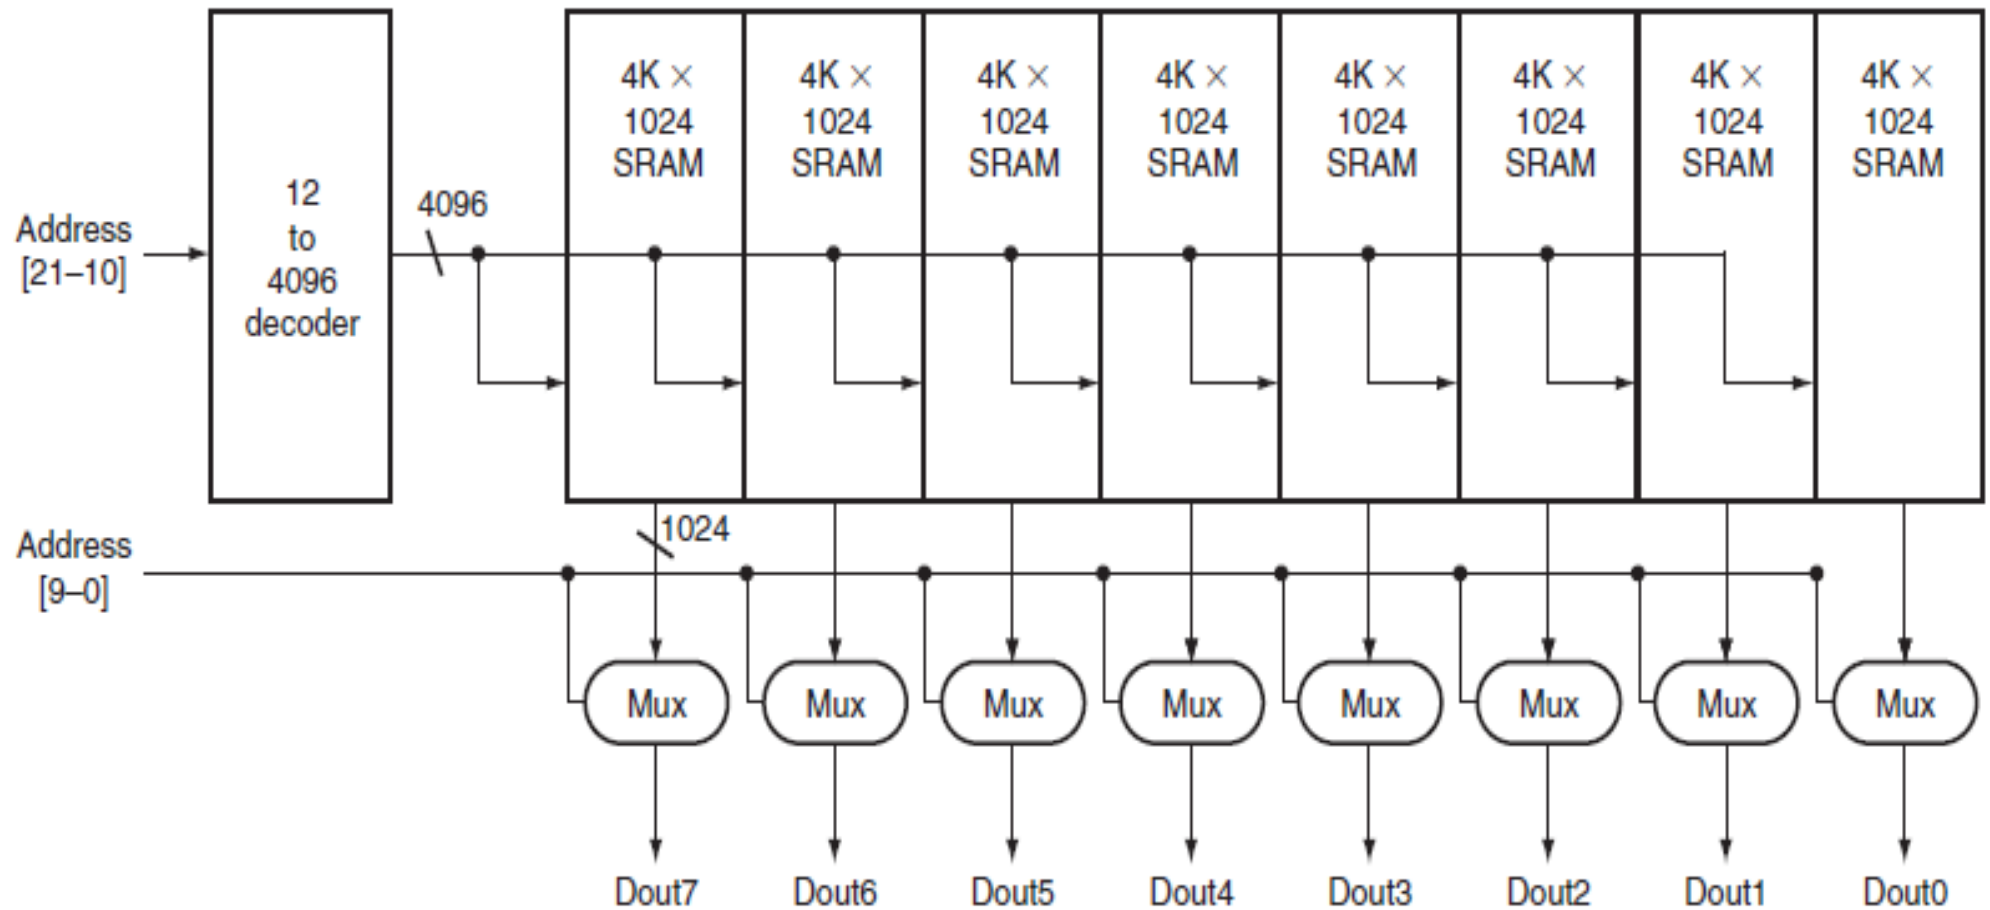 4K ×
1024
SRAM
4K ×
1024
SRAM
4K ×
1024
SRAM
4K ×
1024
SRAM
4K ×
1024
SRAM
4K ×
1024
SRAM
4K ×
1024
SRAM
4K ×
1024
SRAM
12
to
4096
decoder
4096
Address
[21–10]
1024
Address
[9–0]
Mux
Mux
Mux
Mux
Mux
Mux
Mux
Mux
Dout7
Dout6
Dout5
Dout4
Dout3
Dout2
Dout1
Dout0